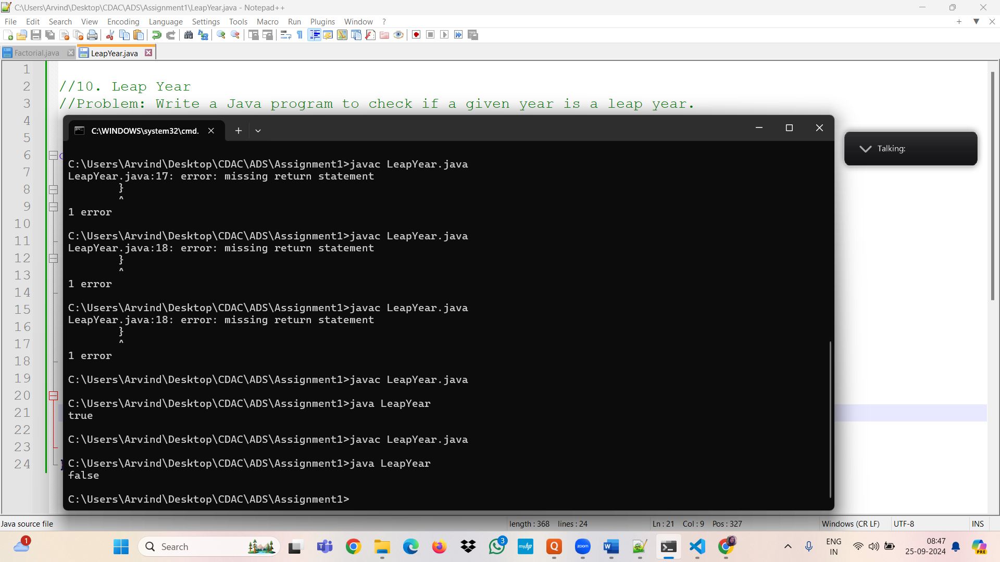 C:\Users\Arvind\Desktop\CDAC\ADS\Assignment1\LeapYear.java - Notepad++
File Edit Search View Encoding Language Settings Tools Macro Run Plugins Window ?
Factorial.java LeapYear.java
1
2 //10. Leap Year
3 //Problem: Write a Java program to check if a given year is a leap year.
4
5
6
7
8
9
10
11
12
13
14
15
16
17
18
19
20
21
22
23
24 }
C:\WINDOWS\system32\cmd.
Talking:
C:\Users\Arvind\Desktop\CDAC\ADS\Assignment1>javac LeapYear.java
LeapYear.java:17: error: missing return statement
}
^
1 error
C:\Users\Arvind\Desktop\CDAC\ADS\Assignment1>javac LeapYear.java
LeapYear.java:18: error: missing return statement
}
^
1 error
C:\Users\Arvind\Desktop\CDAC\ADS\Assignment1>javac LeapYear.java
LeapYear.java:18: error: missing return statement
}
^
1 error
C:\Users\Arvind\Desktop\CDAC\ADS\Assignment1>javac LeapYear.java
C:\Users\Arvind\Desktop\CDAC\ADS\Assignment1>java LeapYear
true
C:\Users\Arvind\Desktop\CDAC\ADS\Assignment1>javac LeapYear.java
C:\Users\Arvind\Desktop\CDAC\ADS\Assignment1>java LeapYear
false
C:\Users\Arvind\Desktop\CDAC\ADS\Assignment1>
Java source file length : 368 lines : 24 Ln : 21 Col : 9 Pos : 327 Windows (CR LF) UTF-8 INS
1 Search myhp Q zoom W 3 ENG IN 08:47 25-09-2024 PRE